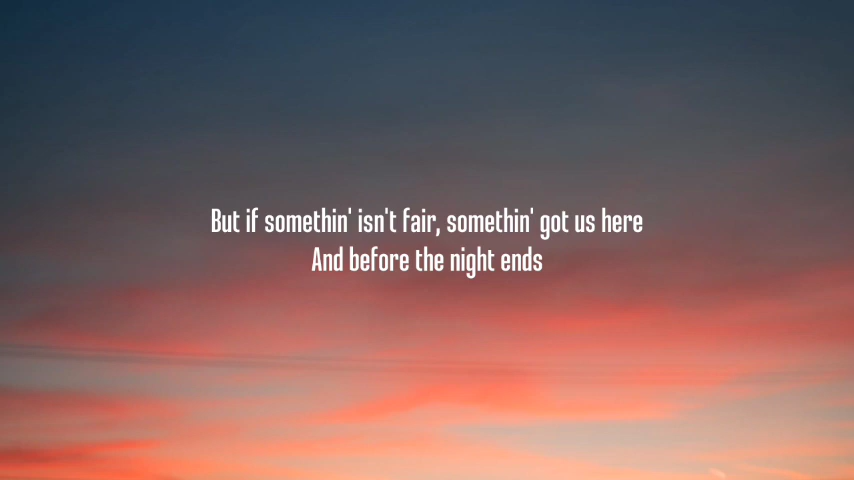 But if somethin' isn't fair, somethin' got us here
And before the night ends